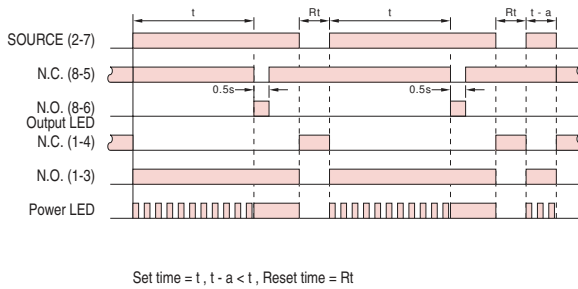 t Rt t Rt t - a
SOURCE (2-7)
N.C. (8-5)
0.5s 0.5s
N.O. (8-6)
Output LED
N.C. (1-4)
N.O. (1-3)
Power LED
Set time = t , t - a < t , Reset time = Rt